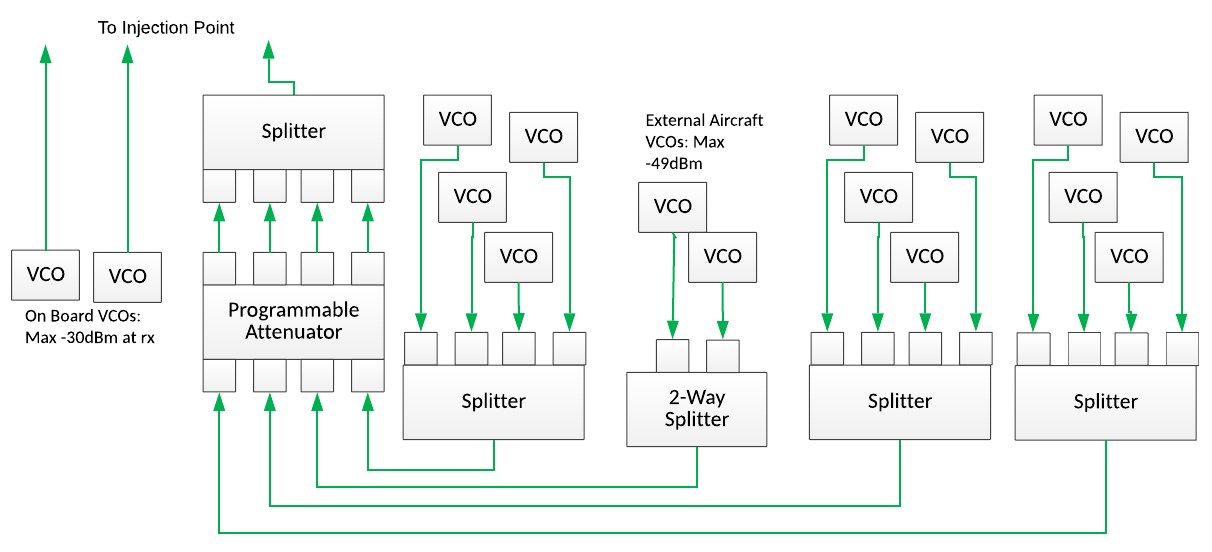 To Injection Point
Splitter
VCO
VCO
External Aircraft
VCOs: Max
-49dBm
VCO
VCO
VCO
VCO
VCO
VCO
VCO
VCO
VCO
VCO
VCO
VCO
VCO
VCO
On Board VCOs:
Max -30dBm at rx
Programmable
Attenuator
Splitter
2-Way
Splitter
Splitter
Splitter